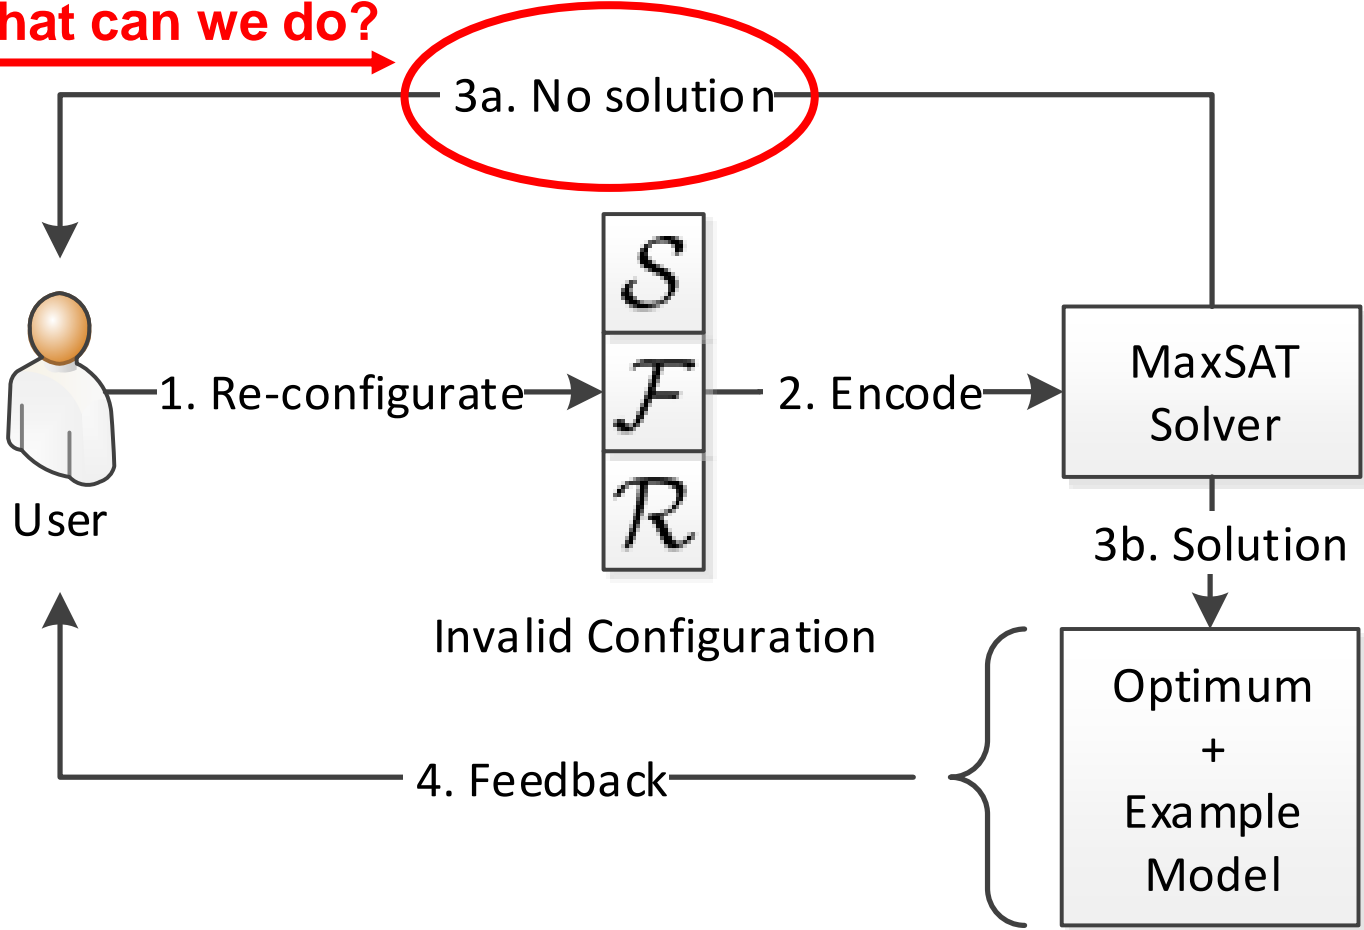 hat can we do?
3a. No solution
S
F
1. Re-configurate
2. Encode
MaxSAT
Solver
R
User
3b. Solution
Invalid Configuration
Optimum
+
Example
Model
4. Feedback